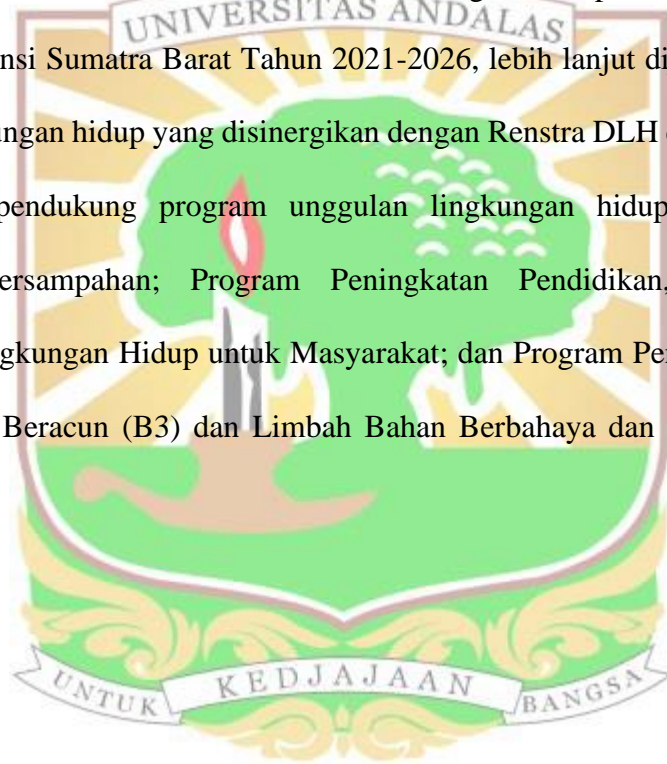 UNIVERSITAS ANDALAS
nsi Sumatra Barat Tahun 2021-2026, lebih lanjut di
ungan hidup yang disinergikan dengan Renstra DLH
pendukung program unggulan lingkungan hidup
ersampahan; Program Peningkatan Pendidikan,
gkungan Hidup untuk Masyarakat; dan Program Pe
Beracun (B3) dan Limbah Bahan Berbahaya dan
UNTUK KEDJAJAAN BANGSA